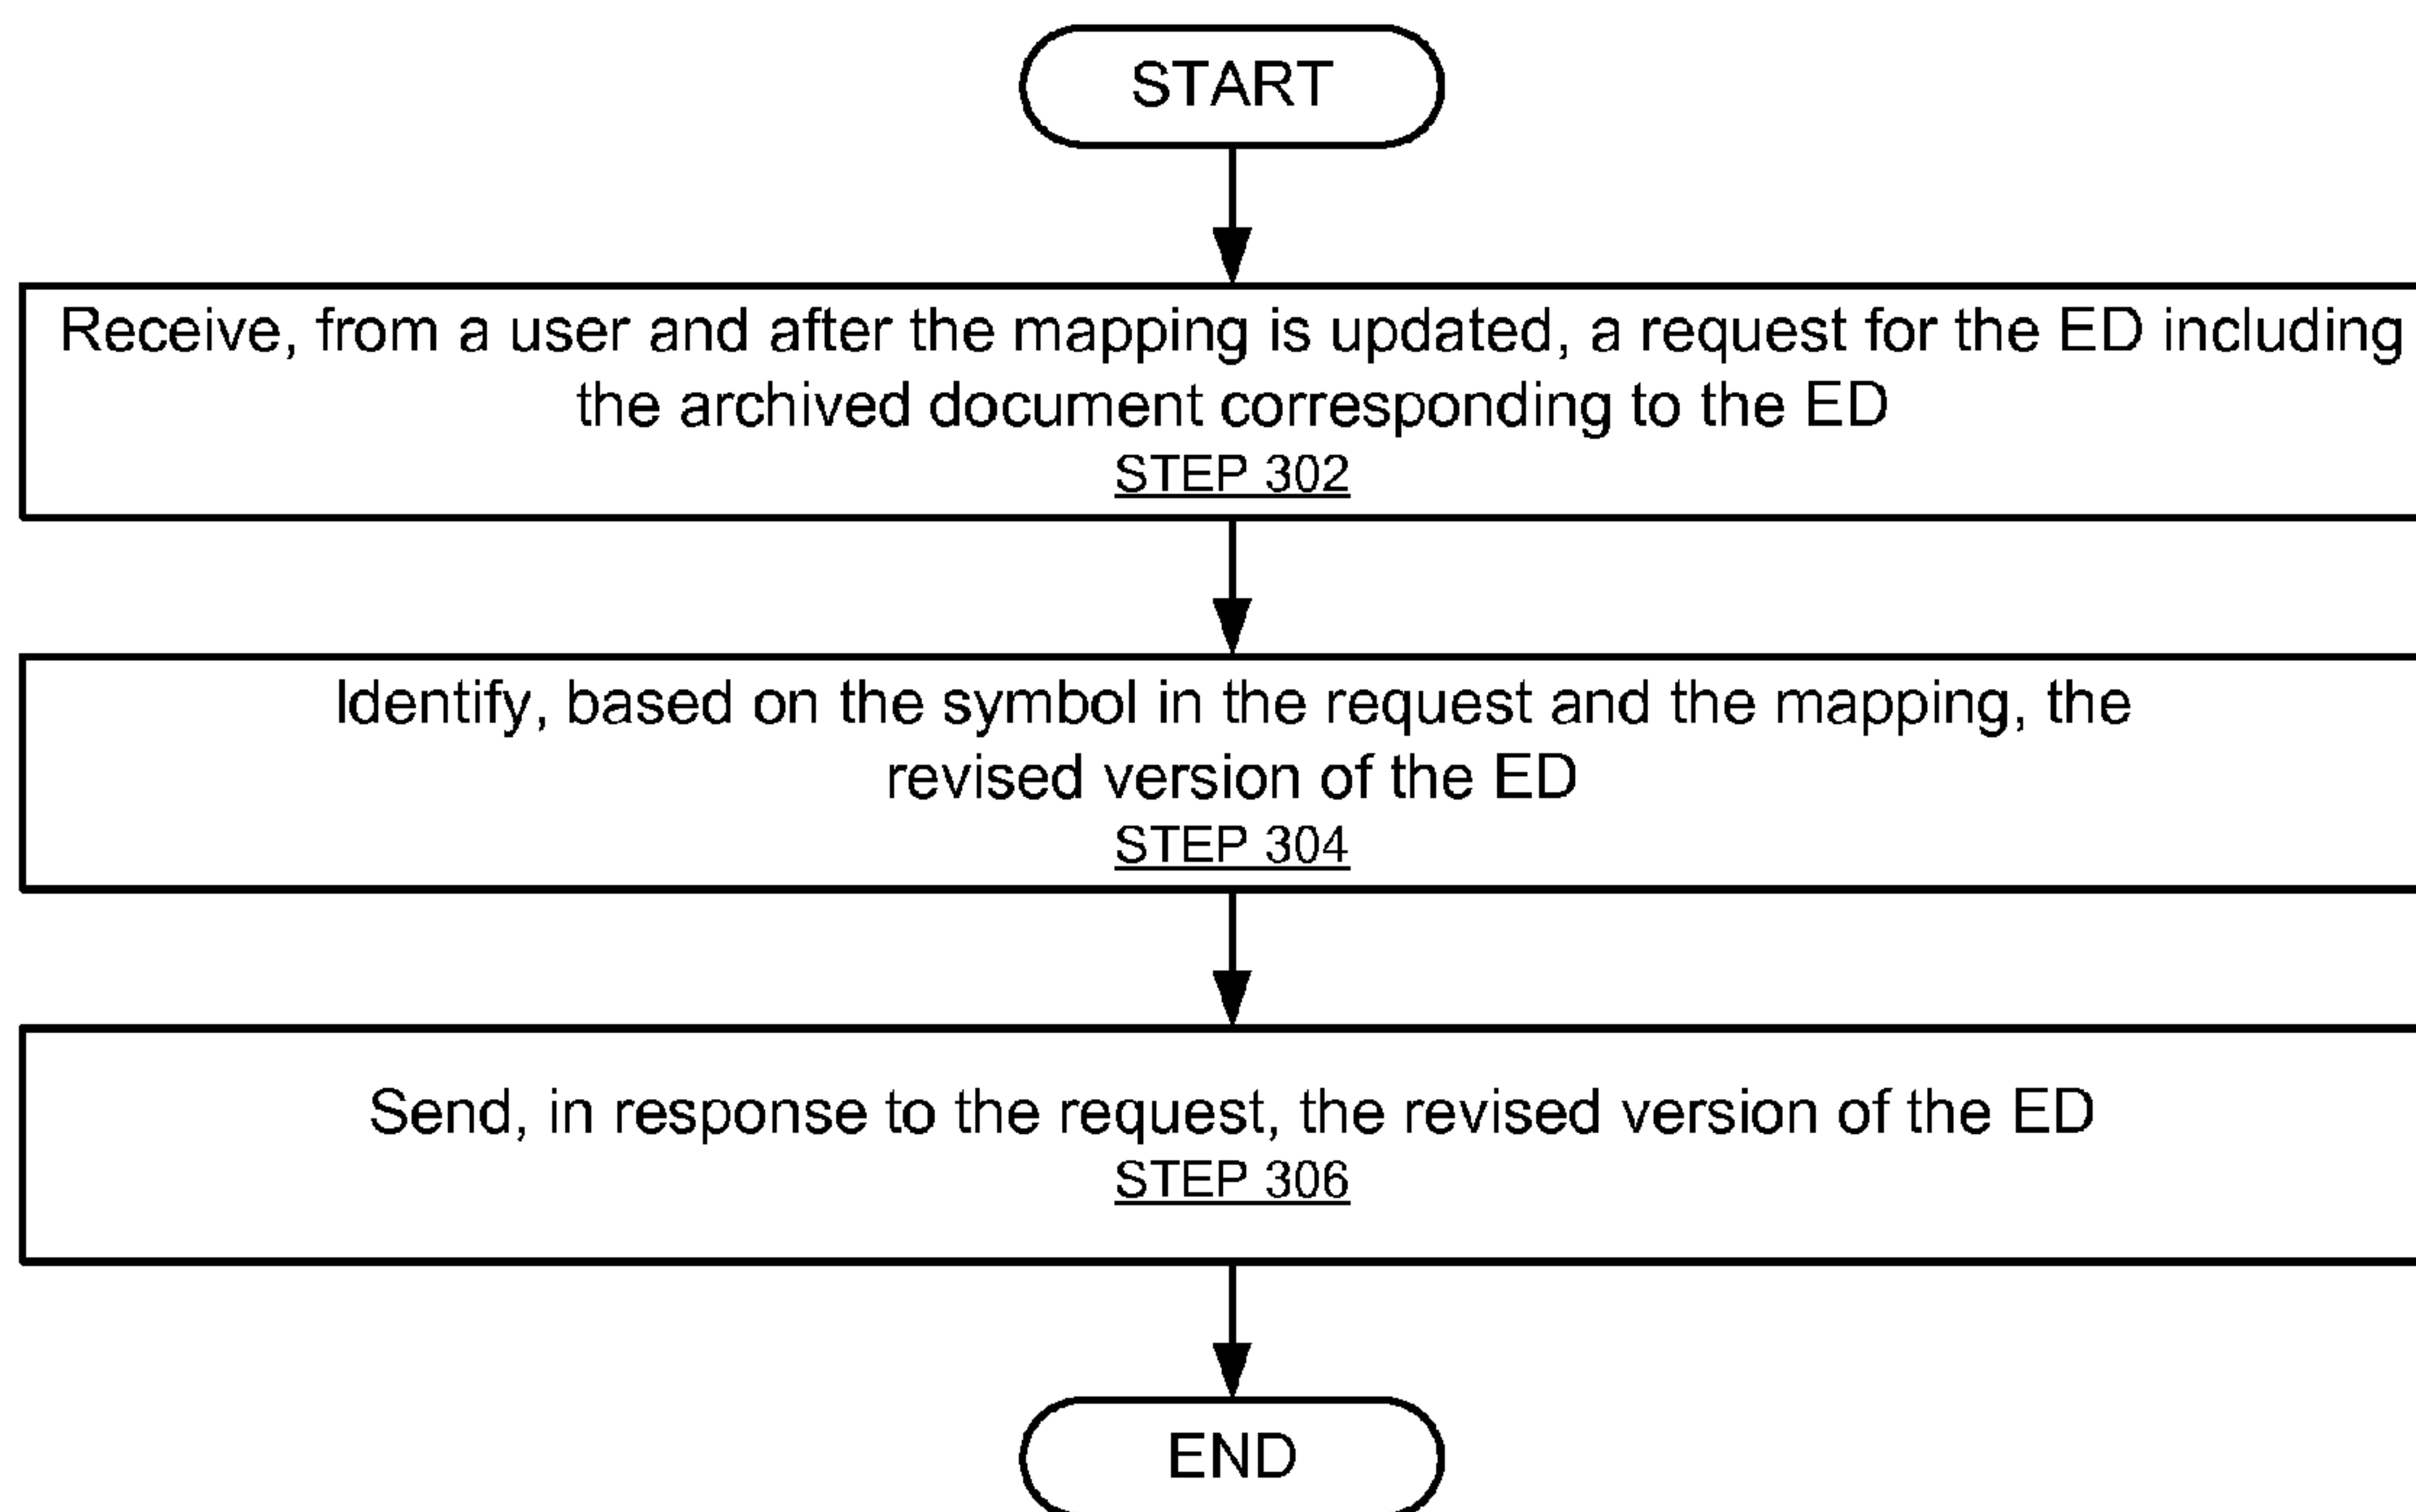 START
Receive, from a user and after the mapping is updated, a request for the ED including
the archived document corresponding to the ED
STEP 302
Identify, based on the symbol in the request and the mapping, the
revised version of the ED
STEP 304
Send, in response to the request, the revised version of the ED
STEP 306
END